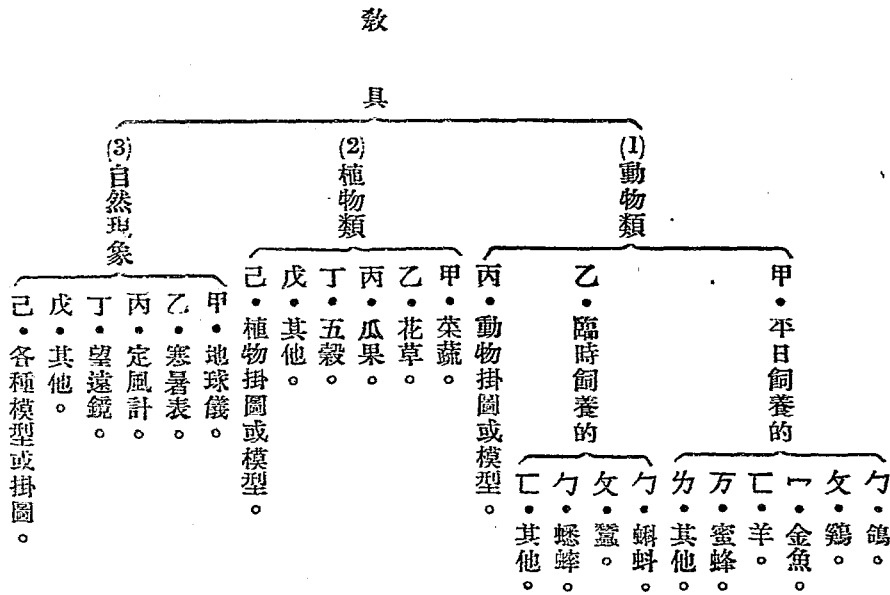 教具
(1)動物類
甲·平日飼養的
ㄅ·鴿。
ㄆ·鷄。
ㄇ·金魚。
ㄈ·羊。
万·蜜蜂。
ㄌ·其他。
乙·臨時飼養的
ㄅ·蝌蚪。
ㄆ·蠶。
ㄅ·蟋蟀。
ㄈ·其他。
丙·動物掛圖或模型。
(2)植物類
甲·菜蔬。
乙·花草。
丙·瓜果。
丁·五穀。
戊·其他。
己·植物掛圖或模型。
(3)自然現象
甲·地球儀。
乙·寒暑表。
丙·定風計。
丁·望遠鏡。
戊·其他。
己·各種模型或掛圖。